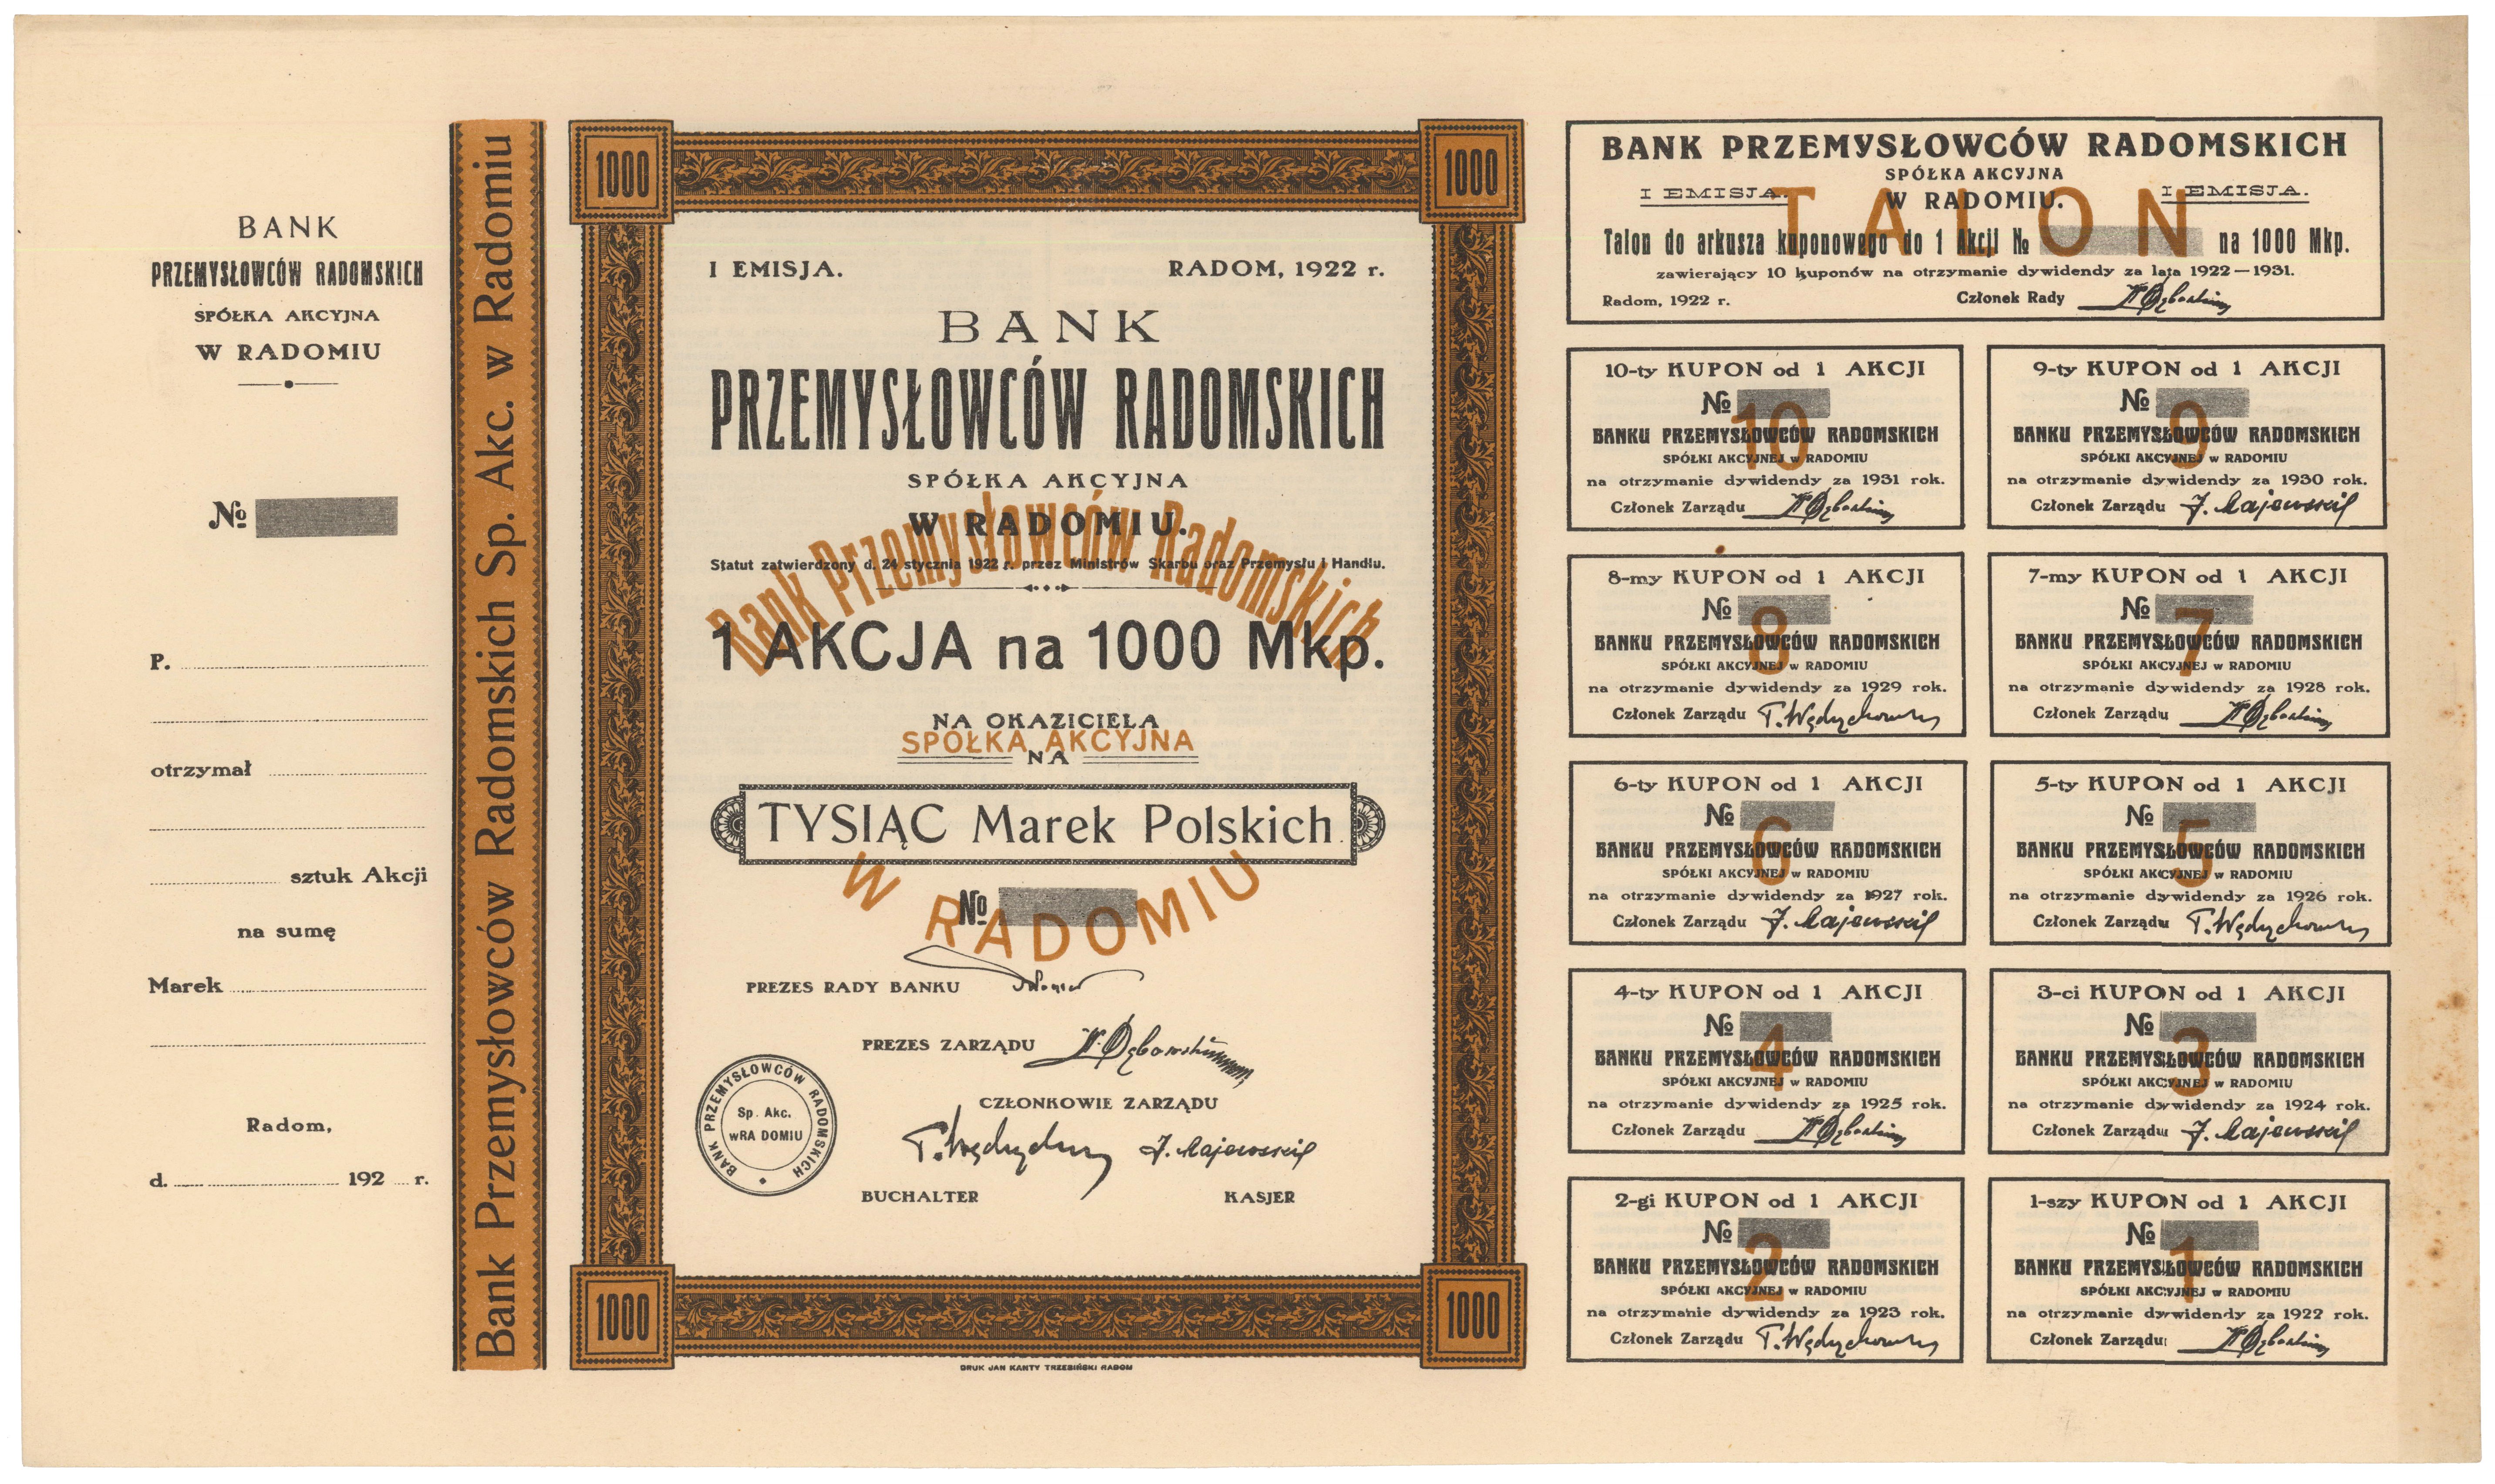 BANK
PRZEMYSŁOWCÓW RADOMSKICH
SPÓŁKA AKCYJNA
W RADOMIU
№
P.
otrzymał
sztuk Akcji
na sumę
Marek
Radom,
d. 192 r.
Bank Przemysłowców Radomskich Sp. Akc. w Radomiu
1000
1000
I EMISJA.
RADOM, 1922 r.
BANK
PRZEMYSŁOWCÓW RADOMSKICH
SPÓŁKA AKCYJNA
W RADOMIU.
Bank Przemysłowców Radomskich
Statut zatwierdzony d. 24 stycznia 1922 r. przez Ministrów Skarbu oraz Przemysłu i Handlu.
1 AKCJA na 1000 Mkp.
NA OKAZICIELA
SPÓŁKA AKCYJNA
NA
TYSIĄC Marek Polskich
W RADOMIU
№
PREZES RADY BANKU
PREZES ZARZĄDU
CZŁONKOWIE ZARZĄDU
J. Majewski
BANK PRZEMYSŁOWCÓW RADOMSKICH
Sp. Akc.
wRA DOMIU
BUCHALTER
KASJER
1000
1000
DRUK JAN KANTY TRZEBIŃSKI RADOM
BANK PRZEMYSŁOWCÓW RADOMSKICH
SPÓŁKA AKCYJNA
I EMISJA.
I EMISJA.
W RADOMIU.
TALON
Talon do arkusza kuponowego do 1 Akcji № na 1000 Mkp.
zawierający 10 kuponów na otrzymanie dywidendy za lata 1922—1931.
Radom, 1922 r.
Członek Rady
10-ty KUPON od 1 AKCJI
№
10
BANKU PRZEMYSŁOWCÓW RADOMSKICH
SPÓŁKI AKCYJNEJ w RADOMIU
na otrzymanie dywidendy za 1931 rok.
Członek Zarządu
9-ty KUPON od 1 AKCJI
№
9
BANKU PRZEMYSŁOWCÓW RADOMSKICH
SPÓŁKI AKCYJNEJ w RADOMIU
na otrzymanie dywidendy za 1930 rok.
Członek Zarządu J. Majewski
8-my KUPON od 1 AKCJI
№
8
BANKU PRZEMYSŁOWCÓW RADOMSKICH
SPÓŁKI AKCYJNEJ w RADOMIU
na otrzymanie dywidendy za 1929 rok.
Członek Zarządu
7-my KUPON od 1 AKCJI
№
7
BANKU PRZEMYSŁOWCÓW RADOMSKICH
SPÓŁKI AKCYJNEJ w RADOMIU
na otrzymanie dywidendy za 1928 rok.
Członek Zarządu
6-ty KUPON od 1 AKCJI
№
6
BANKU PRZEMYSŁOWCÓW RADOMSKICH
SPÓŁKI AKCYJNEJ w RADOMIU
na otrzymanie dywidendy za 1927 rok.
Członek Zarządu J. Majewski
5-ty KUPON od 1 AKCJI
№
5
BANKU PRZEMYSŁOWCÓW RADOMSKICH
SPÓŁKI AKCYJNEJ w RADOMIU
na otrzymanie dywidendy za 1926 rok.
Członek Zarządu
4-ty KUPON od 1 AKCJI
№
4
BANKU PRZEMYSŁOWCÓW RADOMSKICH
SPÓŁKI AKCYJNEJ w RADOMIU
na otrzymanie dywidendy za 1925 rok.
Członek Zarządu
3-ci KUPON od 1 AKCJI
№
3
BANKU PRZEMYSŁOWCÓW RADOMSKICH
SPÓŁKI AKCYJNEJ w RADOMIU
na otrzymanie dywidendy za 1924 rok.
Członek Zarządu J. Majewski
2-gi KUPON od 1 AKCJI
№
2
BANKU PRZEMYSŁOWCÓW RADOMSKICH
SPÓŁKI AKCYJNEJ w RADOMIU
na otrzymanie dywidendy za 1923 rok.
Członek Zarządu
1-szy KUPON od 1 AKCJI
№
1
BANKU PRZEMYSŁOWCÓW RADOMSKICH
SPÓŁKI AKCYJNEJ w RADOMIU
na otrzymanie dywidendy za 1922 rok.
Członek Zarządu